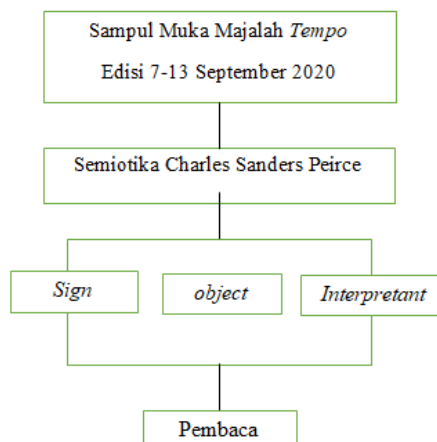 Sampul Muka Majalah Tempo
Edisi 7-13 September 2020
Semiotika Charles Sanders Peirce
Sign
object
Interpretant
Pembaca